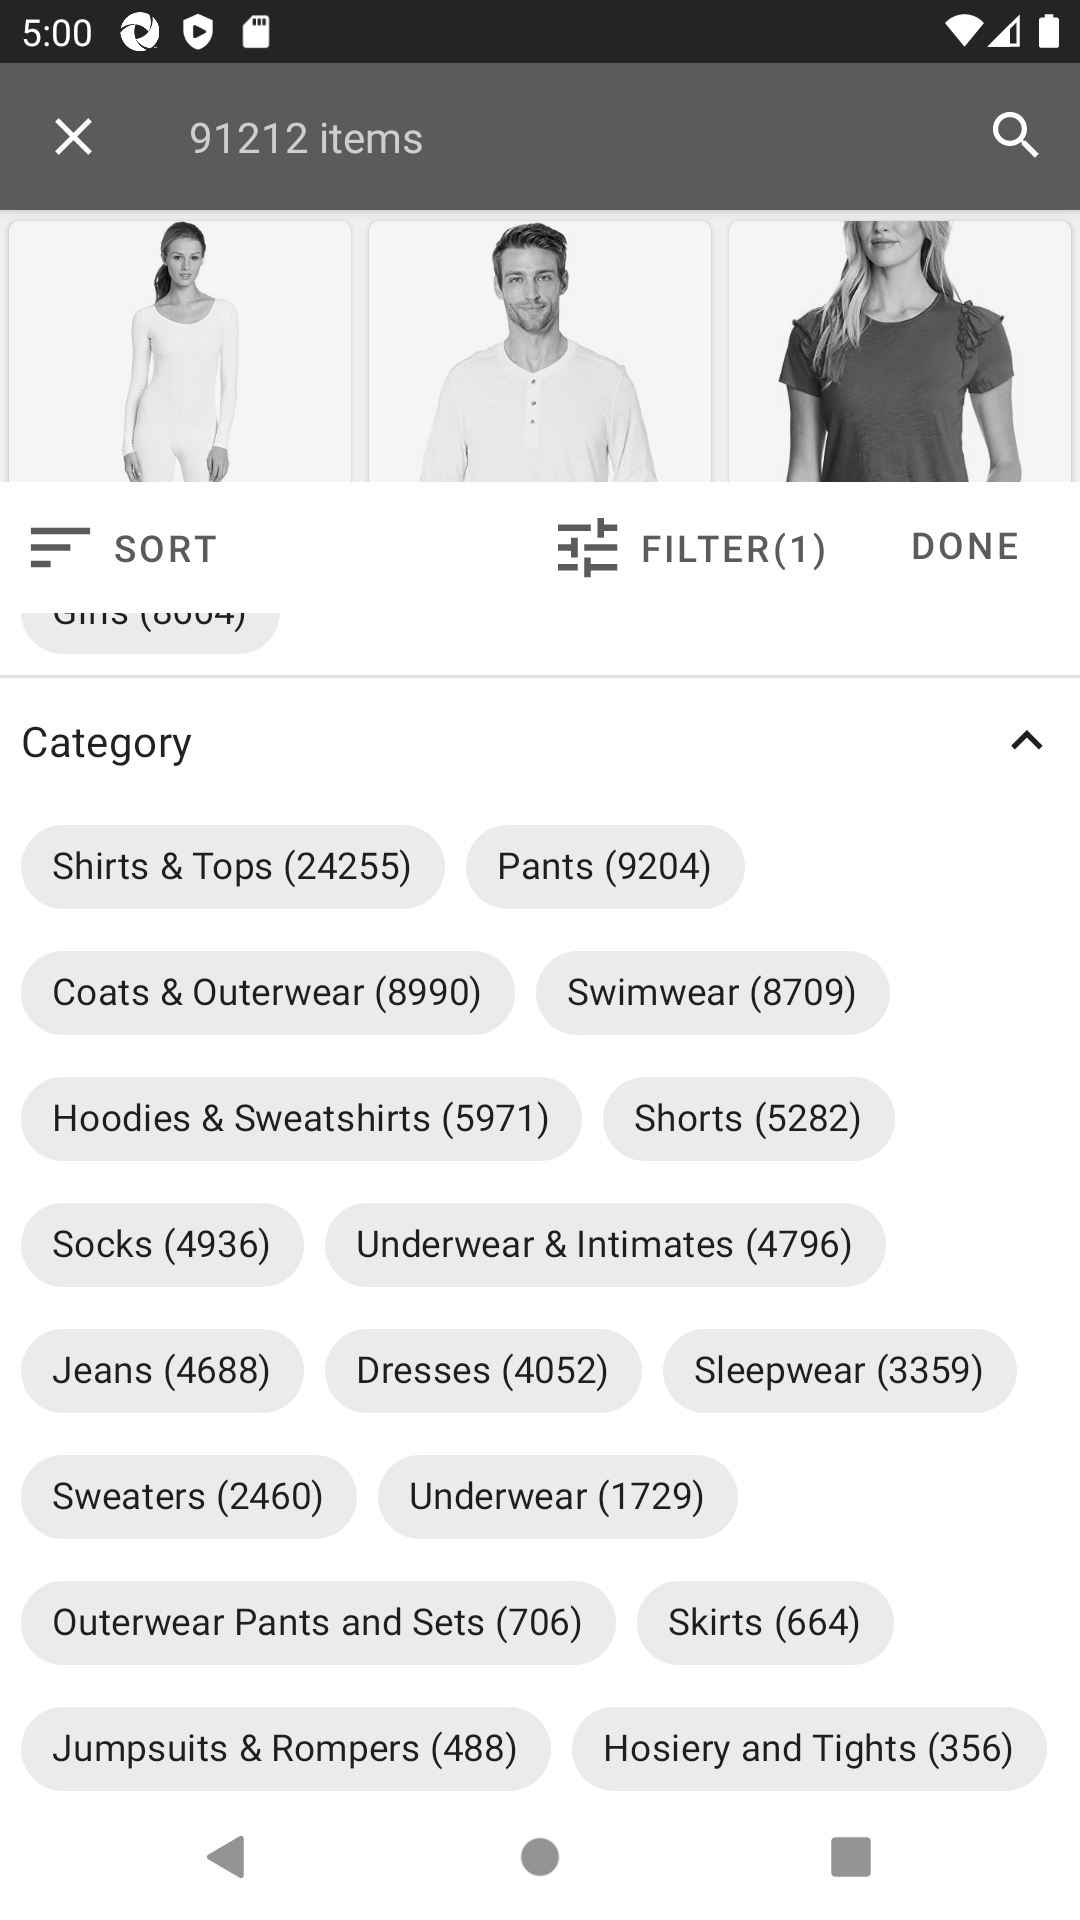 5:00
91212 items
SORT
FILTER(1)
DONE
Girls (8664)
Category
Shirts & Tops (24255)
Pants (9204)
Coats & Outerwear (8990)
Swimwear (8709)
Hoodies & Sweatshirts (5971)
Shorts (5282)
Socks (4936)
Underwear & Intimates (4796)
Jeans (4688)
Dresses (4052)
Sleepwear (3359)
Sweaters (2460)
Underwear (1729)
Outerwear Pants and Sets (706)
Skirts (664)
Jumpsuits & Rompers (488)
Hosiery and Tights (356)